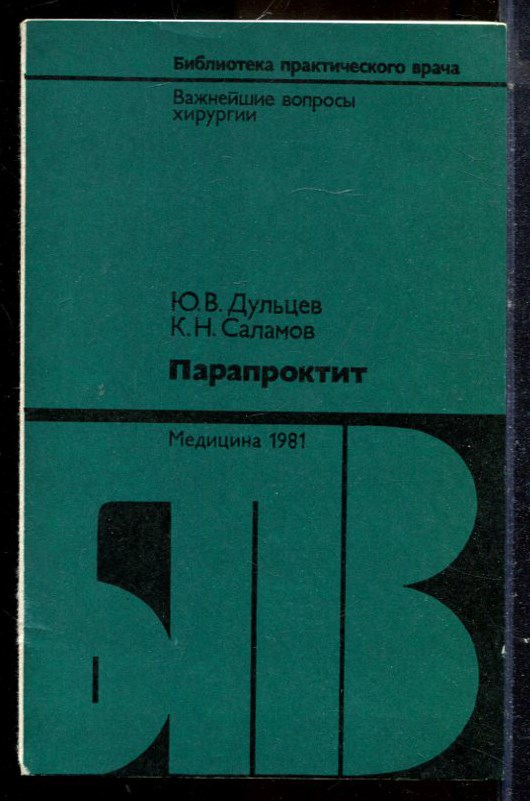 Библиотека практического врача
Важнейшие вопросы
хирургии
Ю. В. Дульцев
К. Н. Саламов
Парапроктит
Медицина 1981
БПВ